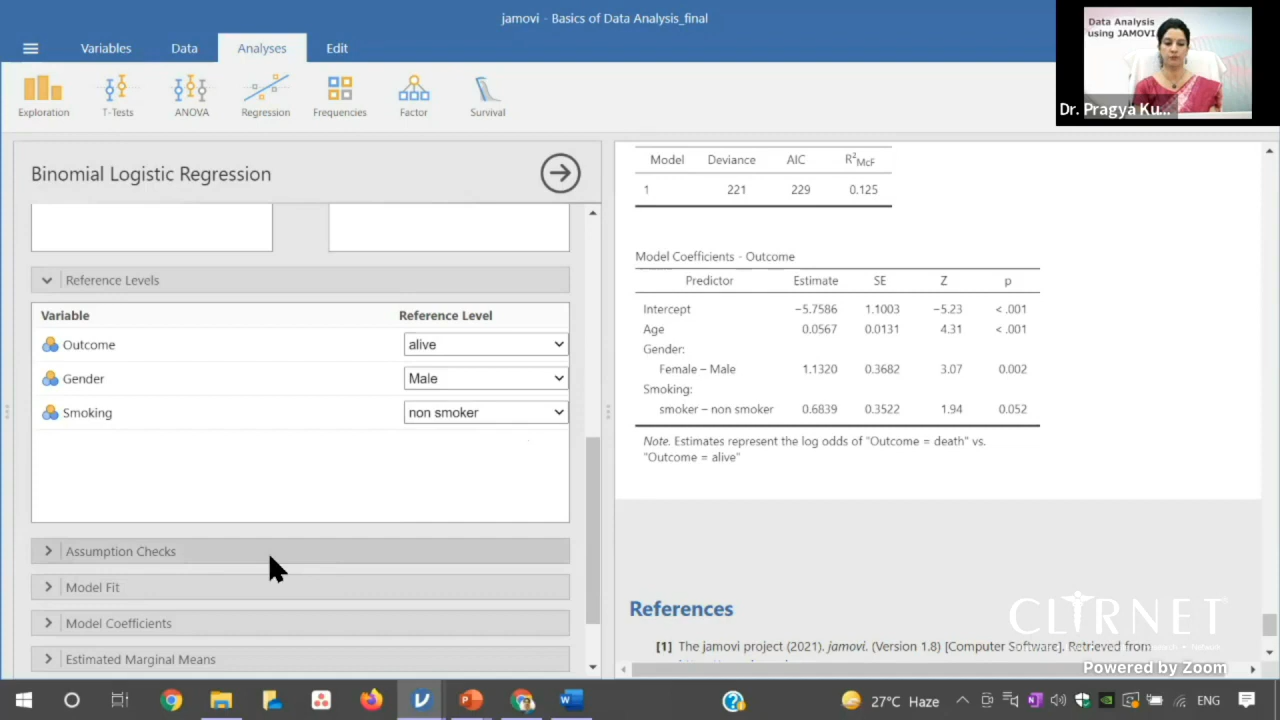 jamovi - Basics of Data Analysis_final
Variables Data Analyses Edit
Exploration T-Tests ANOVA Regression Frequencies Factor Survival
Data Analysis
using JAMOVI
Dr. Pragya Ku...
Binomial Logistic Regression
Reference Levels
Variable Reference Level
Outcome alive
Gender Male
Smoking non smoker
Assumption Checks
Model Fit
Model Coefficients
Estimated Marginal Means
Model Deviance AIC R²McF
1 221 229 0.125
Model Coefficients - Outcome
Predictor Estimate SE Z p
Intercept −5.7586 1.1003 −5.23 < .001
Age 0.0567 0.0131 4.31 < .001
Gender:
Female – Male 1.1320 0.3682 3.07 0.002
Smoking:
smoker – non smoker 0.6839 0.3522 1.94 0.052
Note. Estimates represent the log odds of "Outcome = death" vs.
"Outcome = alive"
References
[1] The jamovi project (2021). jamovi. (Version 1.8) [Computer Software]. Retrieved from
CLIRNET
Powered by Zoom
27°C Haze ENG